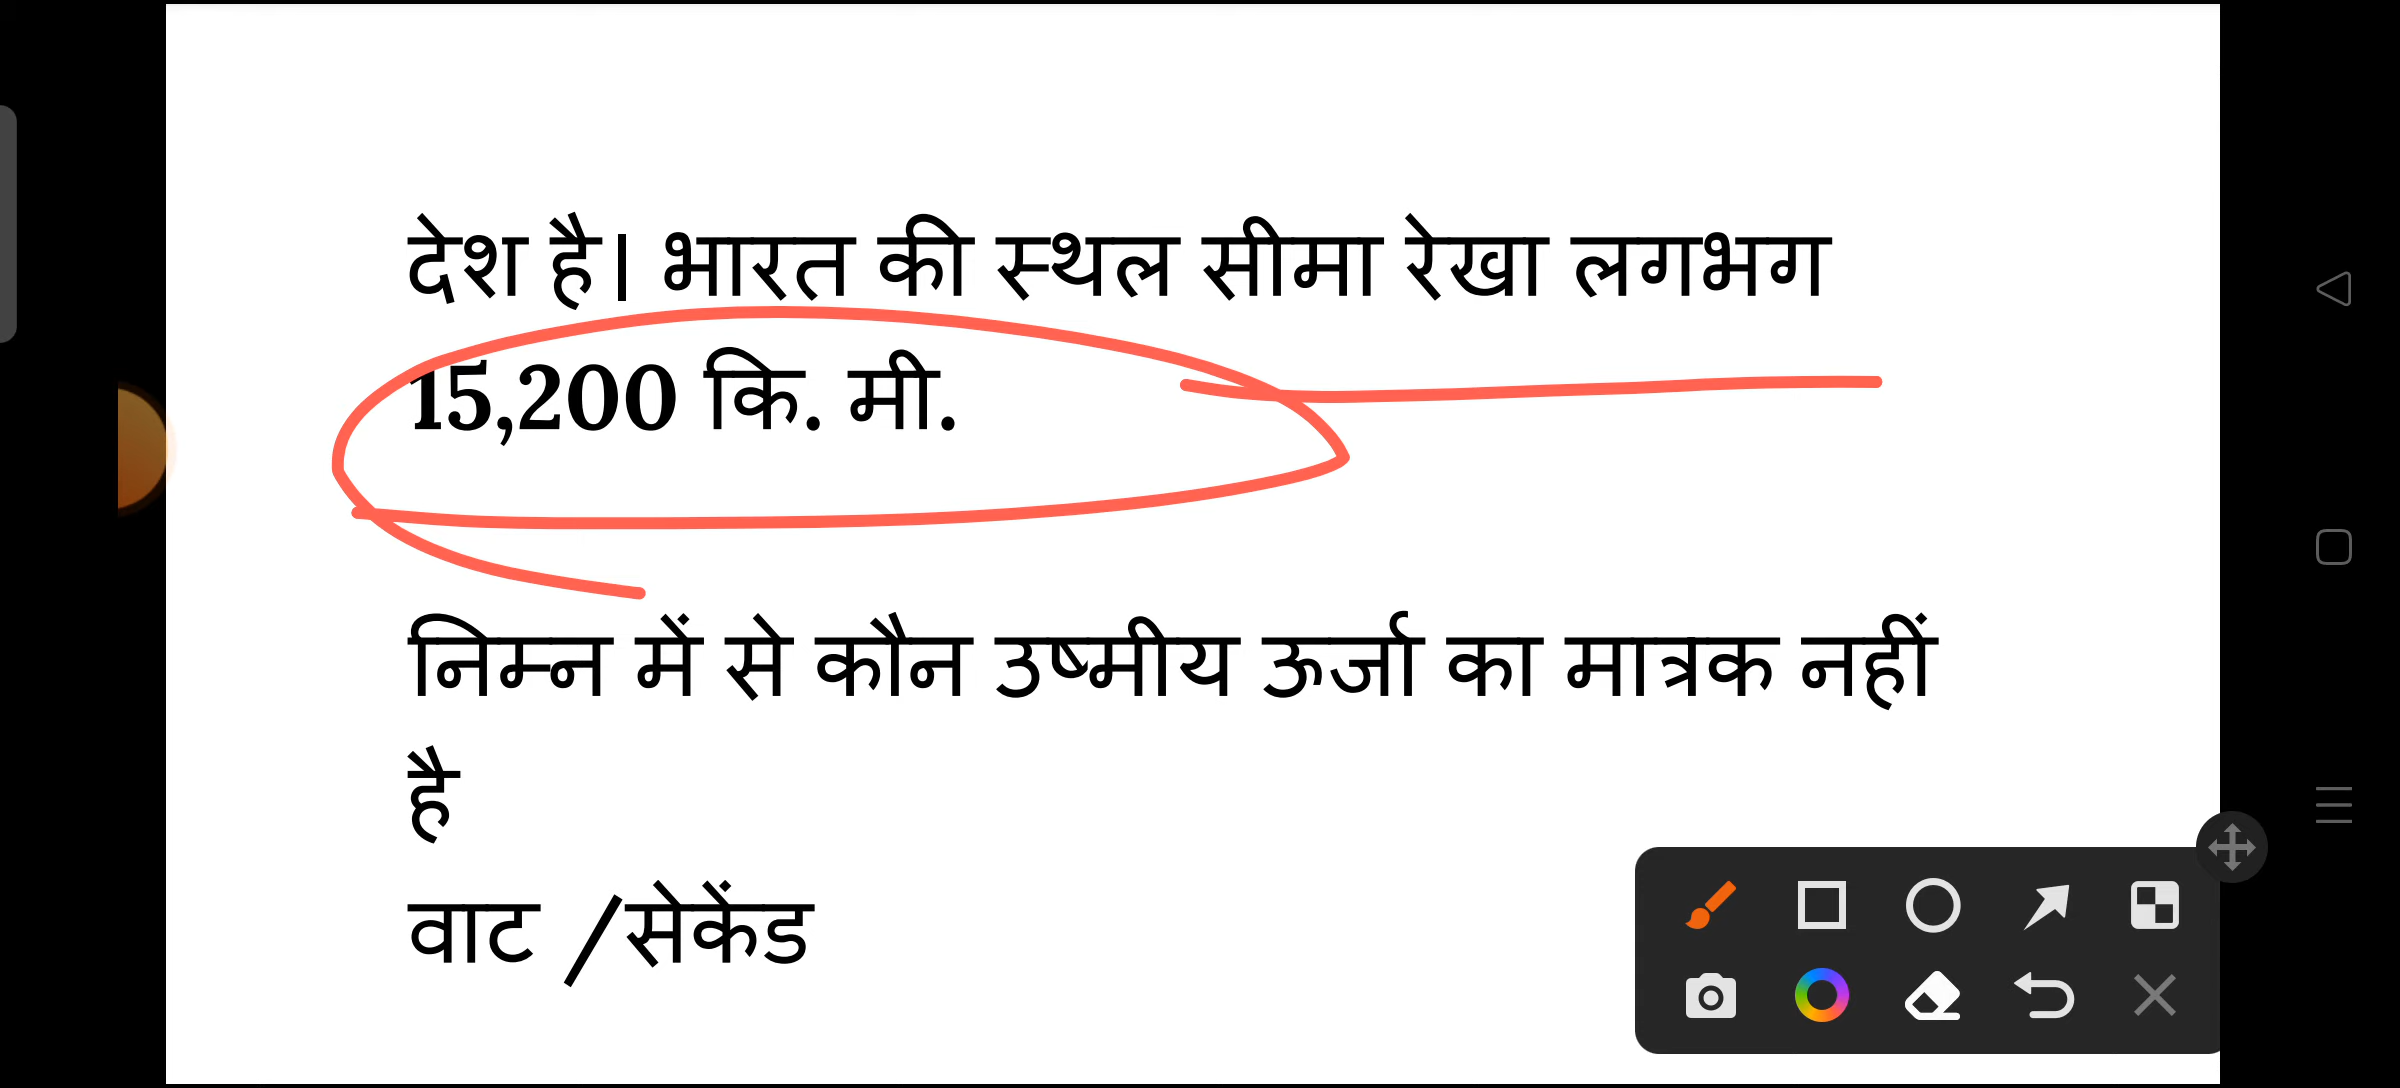 देश है। भारत की स्थल सीमा रेखा लगभग
15,200 कि. मी.
निम्न में से कौन उष्मीय ऊर्जा का मात्रक नहीं
है
वाट /सेकेंड